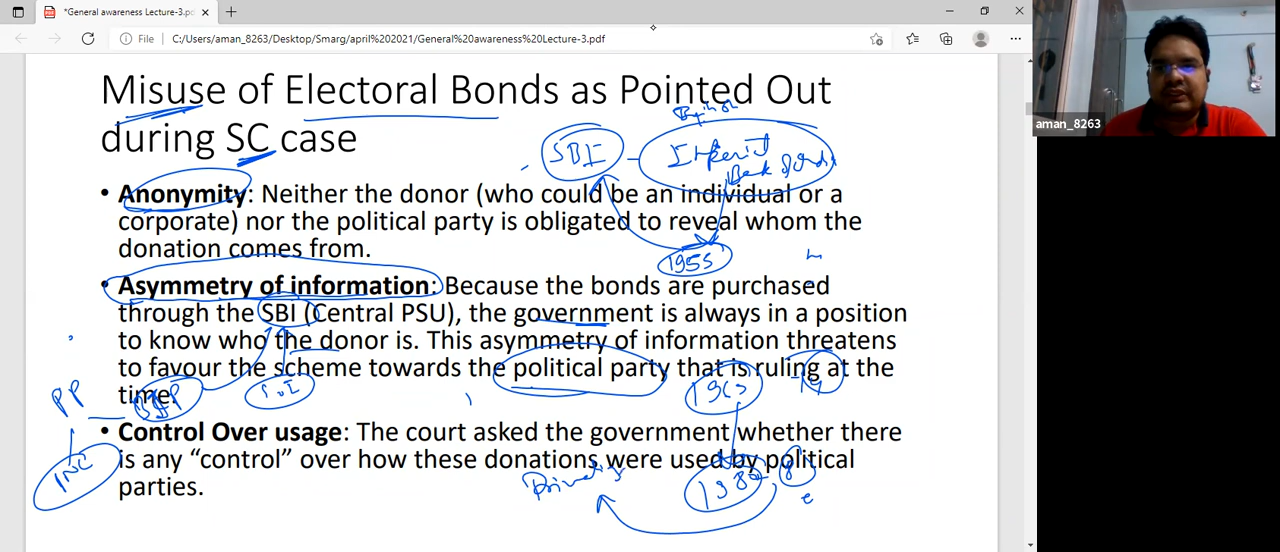 *General awareness Lecture-3.pd
File
C:/Users/aman_8263/Desktop/Smarg/april%202021/General%20awareness%20Lecture-3.pdf
Misuse of Electoral Bonds as Pointed Out
during SC case
SBI - Imperial
Bank of India
1955
• Anonymity: Neither the donor (who could be an individual or a
corporate) nor the political party is obligated to reveal whom the
donation comes from.
• Asymmetry of information: Because the bonds are purchased
through the SBI (Central PSU), the government is always in a position
to know who the donor is. This asymmetry of information threatens
to favour the scheme towards the political party that is ruling at the
time.
PP
BJP
INC
• Control Over usage: The court asked the government whether there
is any “control” over how these donations were used by political
parties.
aman_8263